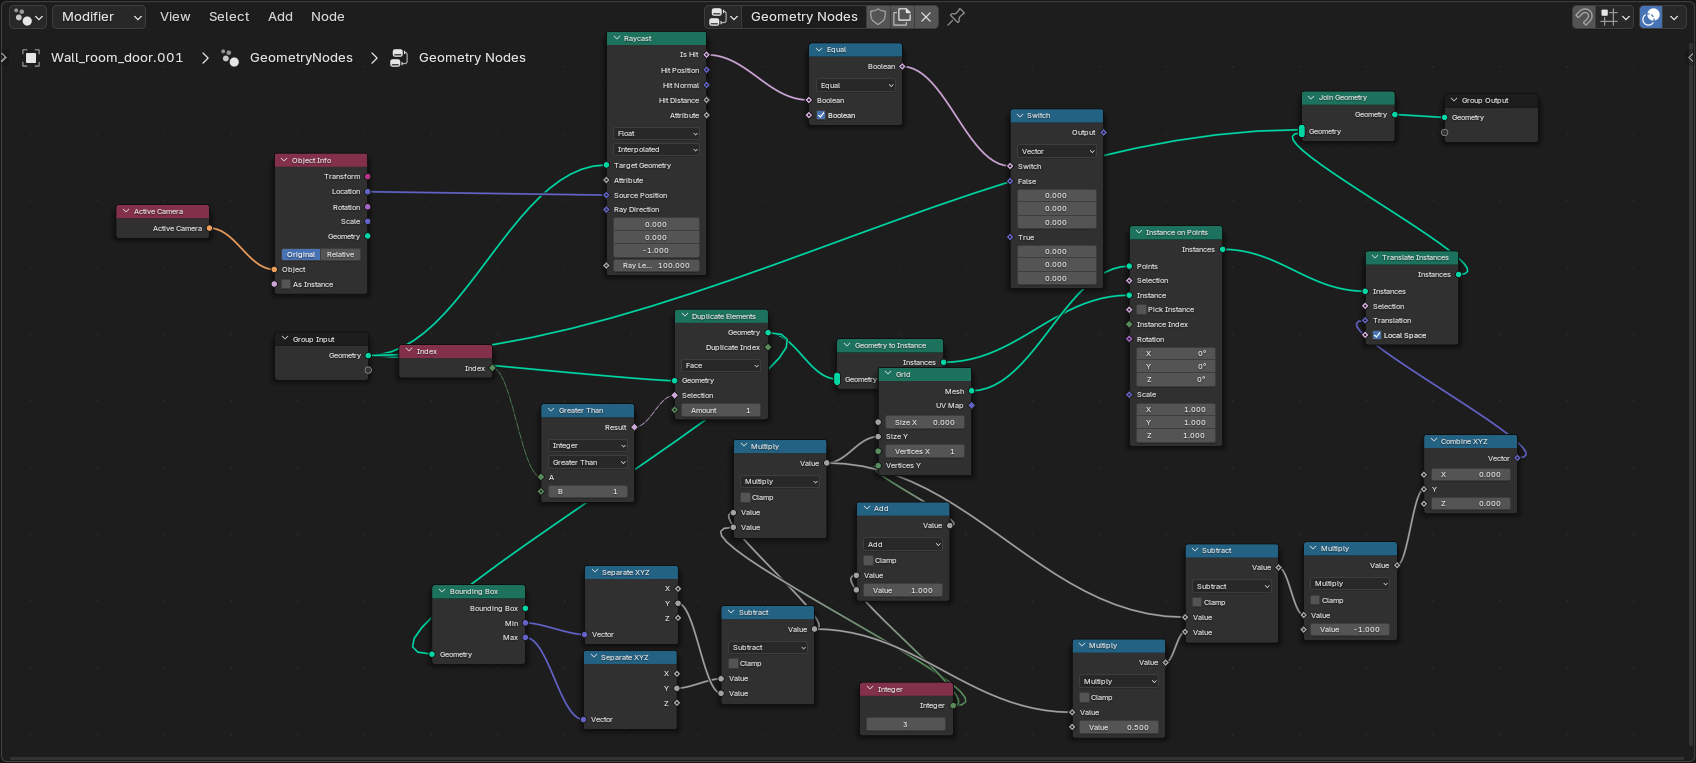 Modifier View Select Add Node
Geometry Nodes
Wall_room_door.001 > GeometryNodes > Geometry Nodes
Raycast
Is Hit
Hit Position
Hit Normal
Hit Distance
Attribute
Float
Interpolated
Target Geometry
Attribute
Source Position
Ray Direction
0.000
0.000
-1.000
Ray Le... 100.000
Equal
Boolean
Equal
Boolean
Boolean
Switch
Output
Vector
Switch
False
0.000
0.000
0.000
True
0.000
0.000
0.000
Join Geometry
Geometry
Geometry
Group Output
Geometry
Object Info
Transform
Location
Rotation
Scale
Geometry
Original Relative
Object
As Instance
Active Camera
Active Camera
Group Input
Geometry
Index
Index
Duplicate Elements
Geometry
Duplicate Index
Face
Geometry
Selection
Amount 1
Geometry to Instance
Instances
Geometry
Grid
Mesh
UV Map
Size X 0.000
Size Y
Vertices X 1
Vertices Y
Instance on Points
Instances
Points
Selection
Instance
Pick Instance
Instance Index
Rotation
X 0°
Y 0°
Z 0°
Scale
X 1.000
Y 1.000
Z 1.000
Translate Instances
Instances
Instances
Selection
Translation
Local Space
Greater Than
Result
Integer
Greater Than
A
B 1
Multiply
Value
Multiply
Clamp
Value
Value
Add
Value
Add
Clamp
Value
Value 1.000
Combine XYZ
Vector
X 0.000
Y
Z 0.000
Bounding Box
Bounding Box
Min
Max
Geometry
Separate XYZ
X
Y
Z
Vector
Separate XYZ
X
Y
Z
Vector
Subtract
Value
Subtract
Clamp
Value
Value
Integer
Integer
3
Subtract
Value
Subtract
Clamp
Value
Value
Multiply
Value
Multiply
Clamp
Value
Value -1.000
Multiply
Value
Multiply
Clamp
Value
Value 0.500